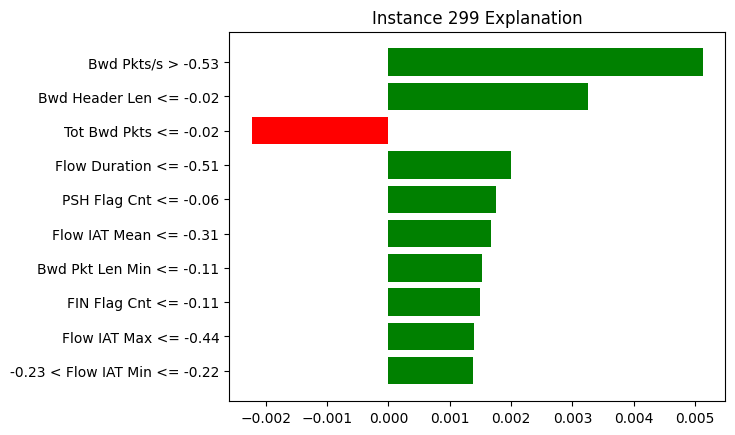 Instance 299 Explanation
Bwd Pkts/s > -0.53
Bwd Header Len <= -0.02
Tot Bwd Pkts <= -0.02
Flow Duration <= -0.51
PSH Flag Cnt <= -0.06
Flow IAT Mean <= -0.31
Bwd Pkt Len Min <= -0.11
FIN Flag Cnt <= -0.11
Flow IAT Max <= -0.44
-0.23 < Flow IAT Min <= -0.22
−0.002 −0.001 0.000 0.001 0.002 0.003 0.004 0.005